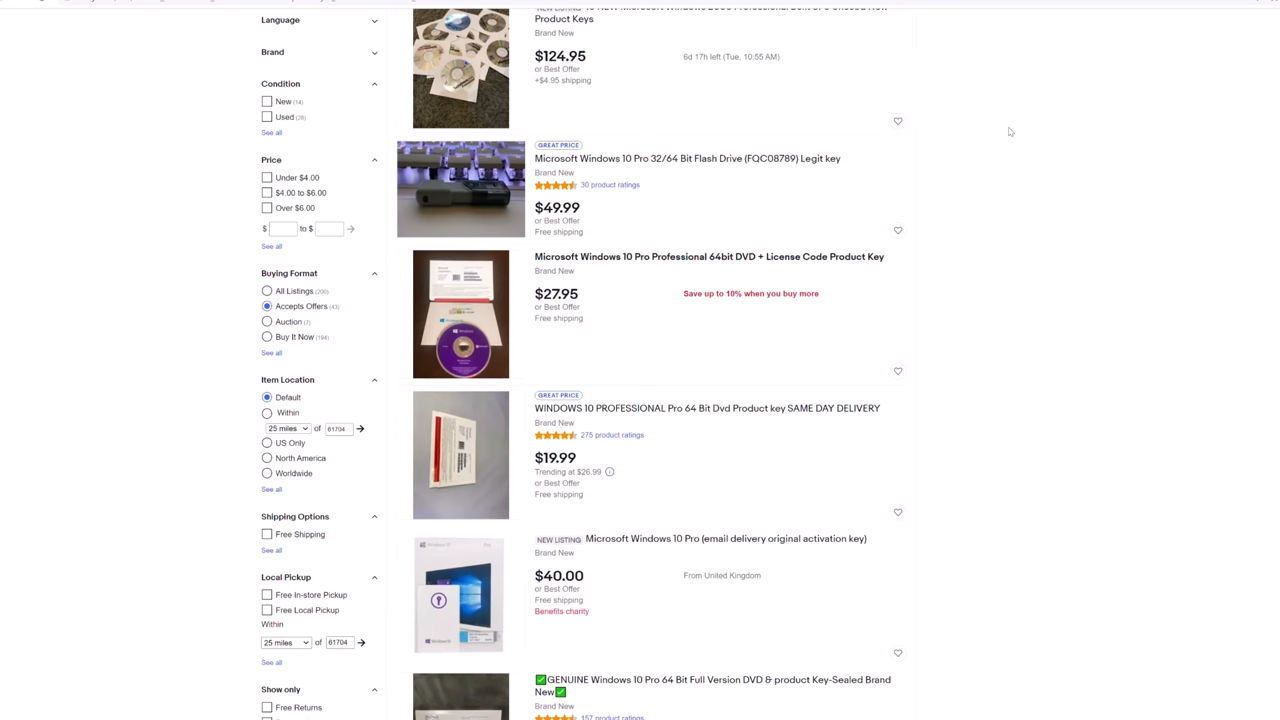 Language
Brand
Condition
New (14)
Used (28)
See all
Price
Under $4.00
$4.00 to $6.00
Over $6.00
$ to $
See all
Buying Format
All Listings (200)
Accepts Offers (43)
Auction (7)
Buy It Now (194)
See all
Item Location
Default
Within
25 miles of 61704
US Only
North America
Worldwide
See all
Shipping Options
Free Shipping
See all
Local Pickup
Free In-store Pickup
Free Local Pickup
Within
25 miles of 61704
See all
Show only
Free Returns
Product Keys
Brand New
$124.95
or Best Offer
+$4.95 shipping
6d 17h left (Tue, 10:55 AM)
GREAT PRICE
Microsoft Windows 10 Pro 32/64 Bit Flash Drive (FQC08789) Legit key
Brand New
30 product ratings
$49.99
or Best Offer
Free shipping
Microsoft Windows 10 Pro Professional 64bit DVD + License Code Product Key
Brand New
$27.95
or Best Offer
Free shipping
Save up to 10% when you buy more
GREAT PRICE
WINDOWS 10 PROFESSIONAL Pro 64 Bit Dvd Product key SAME DAY DELIVERY
Brand New
275 product ratings
$19.99
Trending at $26.99
or Best Offer
Free shipping
NEW LISTING Microsoft Windows 10 Pro (email delivery original activation key)
Brand New
$40.00
or Best Offer
Free shipping
Benefits charity
From United Kingdom
✅GENUINE Windows 10 Pro 64 Bit Full Version DVD & product Key-Sealed Brand
New✅
Brand New
157 product ratings